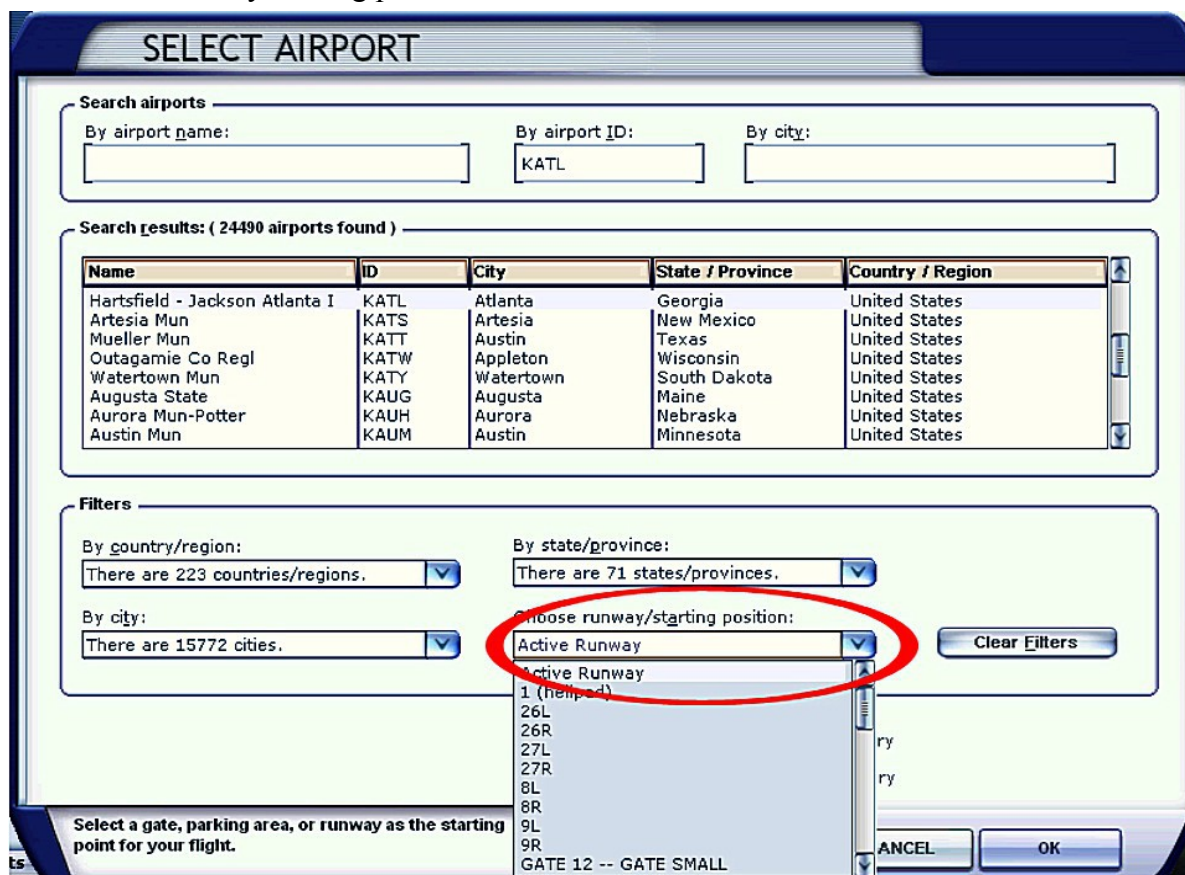 SELECT AIRPORT
Search airports
By airport name: By airport ID: By city:
KATL
Search results: ( 24490 airports found )
Name ID City State / Province Country / Region
Hartsfield - Jackson Atlanta I KATL Atlanta Georgia United States
Artesia Mun KATS Artesia New Mexico United States
Mueller Mun KATT Austin Texas United States
Outagamie Co Regl KATW Appleton Wisconsin United States
Watertown Mun KATY Watertown South Dakota United States
Augusta State KAUG Augusta Maine United States
Aurora Mun-Potter KAUH Aurora Nebraska United States
Austin Mun KAUM Austin Minnesota United States
Filters
By country/region: By state/province:
There are 223 countries/regions. There are 71 states/provinces.
By city: Choose runway/starting position:
There are 15772 cities. Active Runway Clear Filters
Active Runway
1 (helipad)
26L
26R
27L
27R
8L
8R
9L
9R
GATE 12 -- GATE SMALL
ry
ry
Select a gate, parking area, or runway as the starting
point for your flight.
ANCEL OK
ts